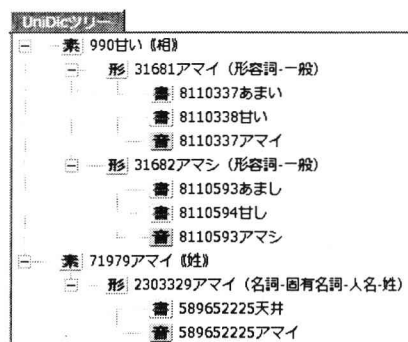 UniDicツリー
素 990甘い《相》
形 31681アマイ（形容詞-一般）
書 8110337あまい
書 8110338甘い
音 8110337アマイ
形 31682アマシ（形容詞-一般）
書 8110593あまし
書 8110594甘し
音 8110593アマシ
素 71979アマイ《姓》
形 2303329アマイ（名詞-固有名詞-人名-姓）
書 589652225天井
音 589652225アマイ